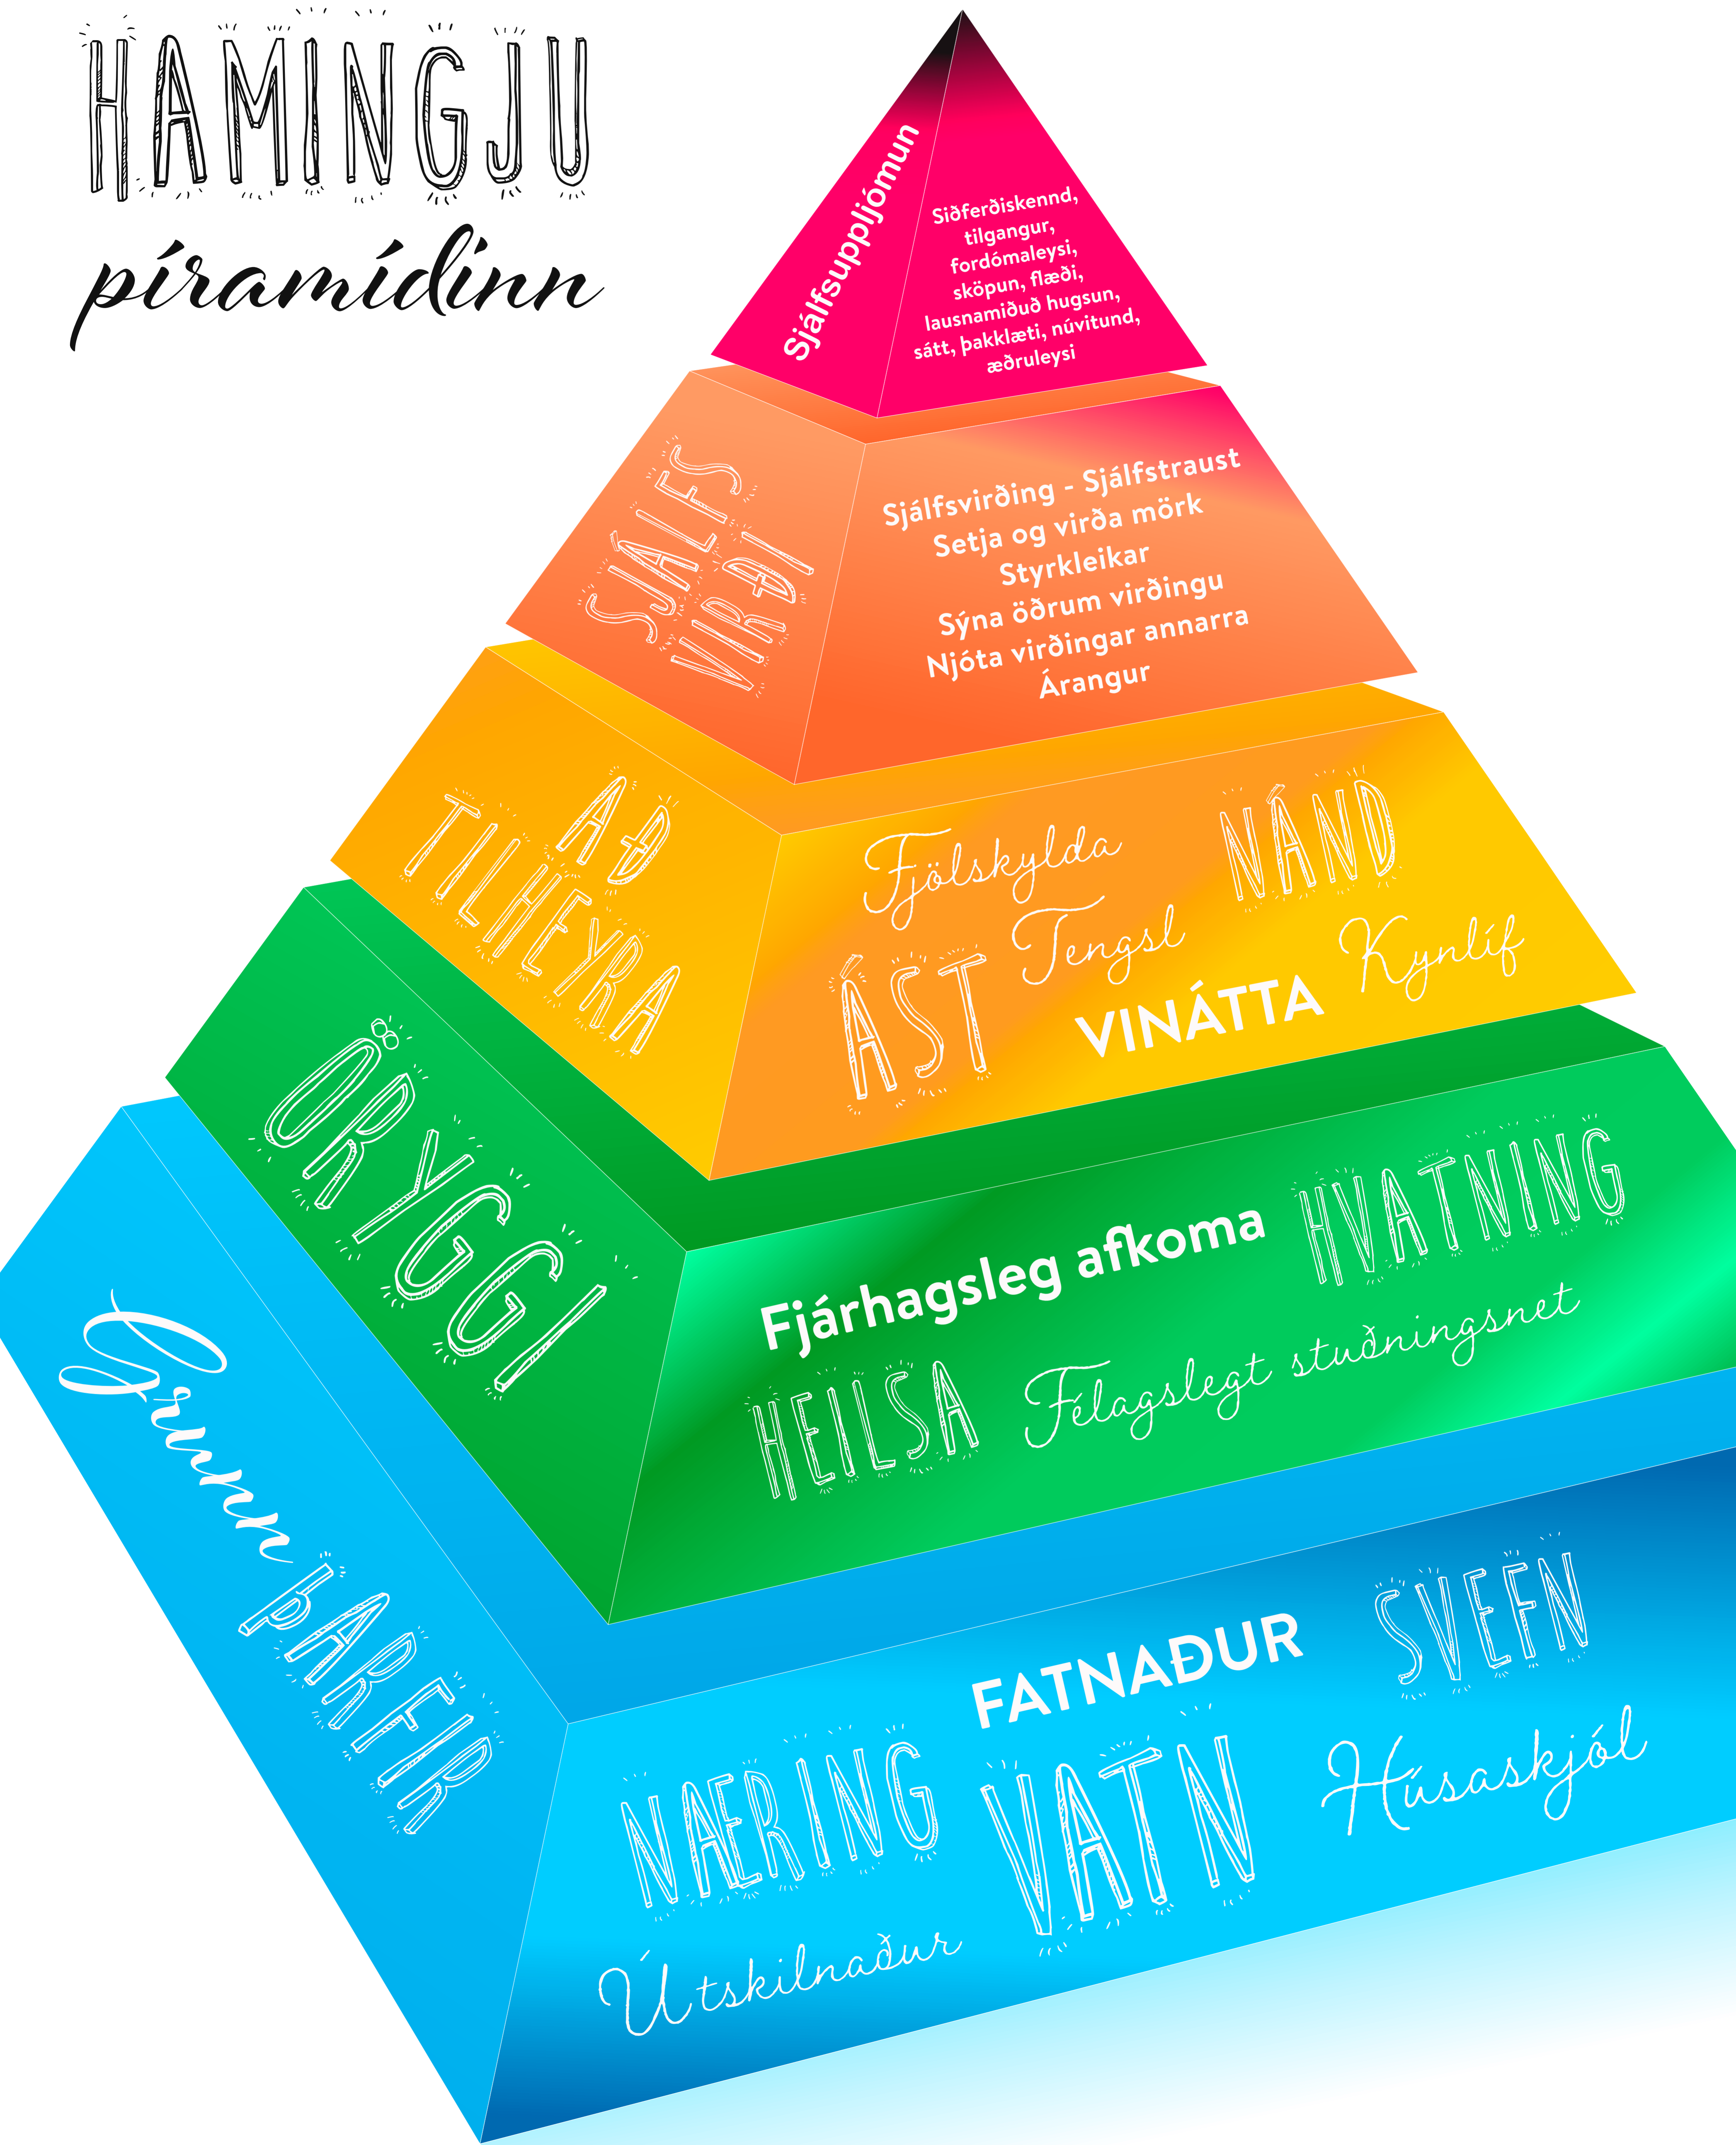 HAMINGJU
píramídinn
Sjálfsuppljómun
Siðferðiskennd,
tilgangur,
fordómaleysi,
sköpun, flæði,
lausnamiðuð hugsun,
sátt, þakklæti, núvitund,
æðruleysi
SJÁLFS
VIRÐI
Sjálfsvirðing - Sjálfstraust
Setja og virða mörk
Styrkleikar
Sýna öðrum virðingu
Njóta virðingar annarra
Árangur
AÐ
TILHEYRA
Fjölskylda
NÁND
ÁST
Tengsl
Kynlíf
VINÁTTA
ÖRYGGI
Fjárhagsleg afkoma
HVATNING
HEILSA
Félagslegt stuðningsnet
Grunn
ÞARFIR
FATNAÐUR
SVEFN
NÆRING
VATN
Húsaskjól
Útskilnaður